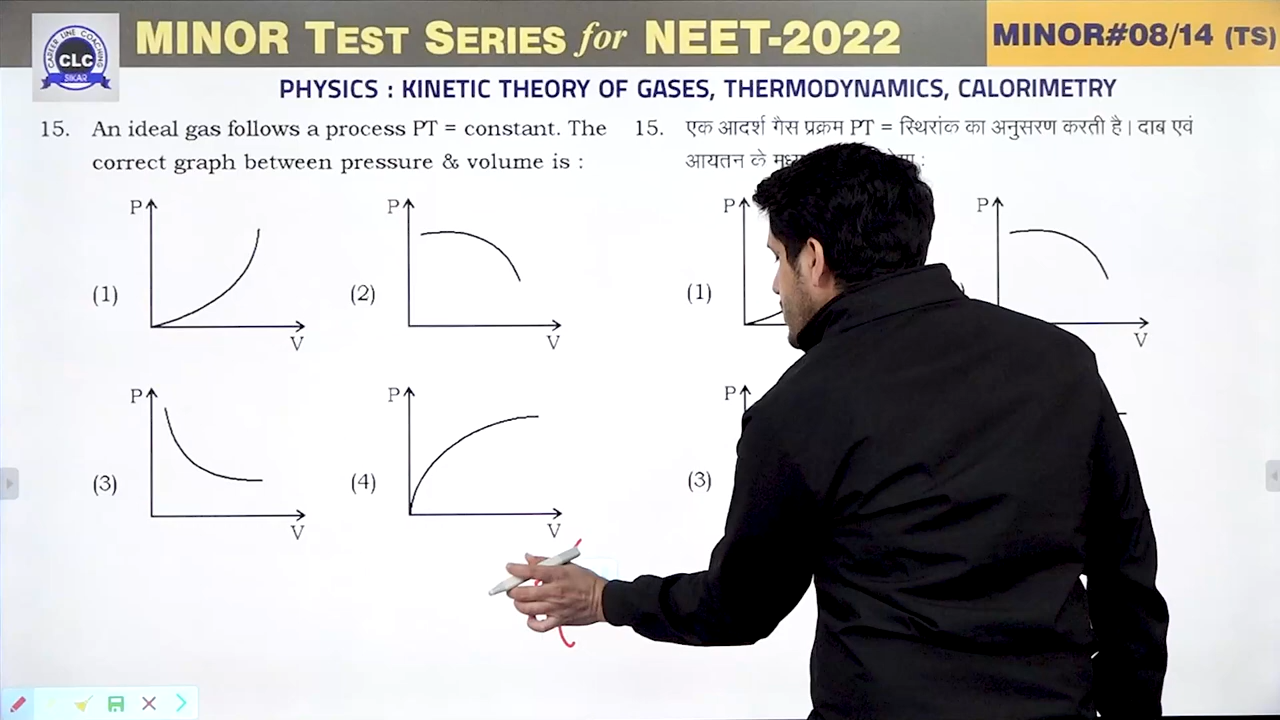 CAREER LINE COACHING
CLC
SIKAR
MINOR TEST SERIES for NEET-2022
MINOR#08/14 (TS)
PHYSICS : KINETIC THEORY OF GASES, THERMODYNAMICS, CALORIMETRY
15. An ideal gas follows a process PT = constant. The
correct graph between pressure & volume is :
P
(1)
V
P
(2)
V
P
(3)
V
P
(4)
V
15. एक आदर्श गैस प्रक्रम PT = स्थिरांक का अनुसरण करती है। दाब एवं
आयतन के
P
(1)
P
V
P
(3)